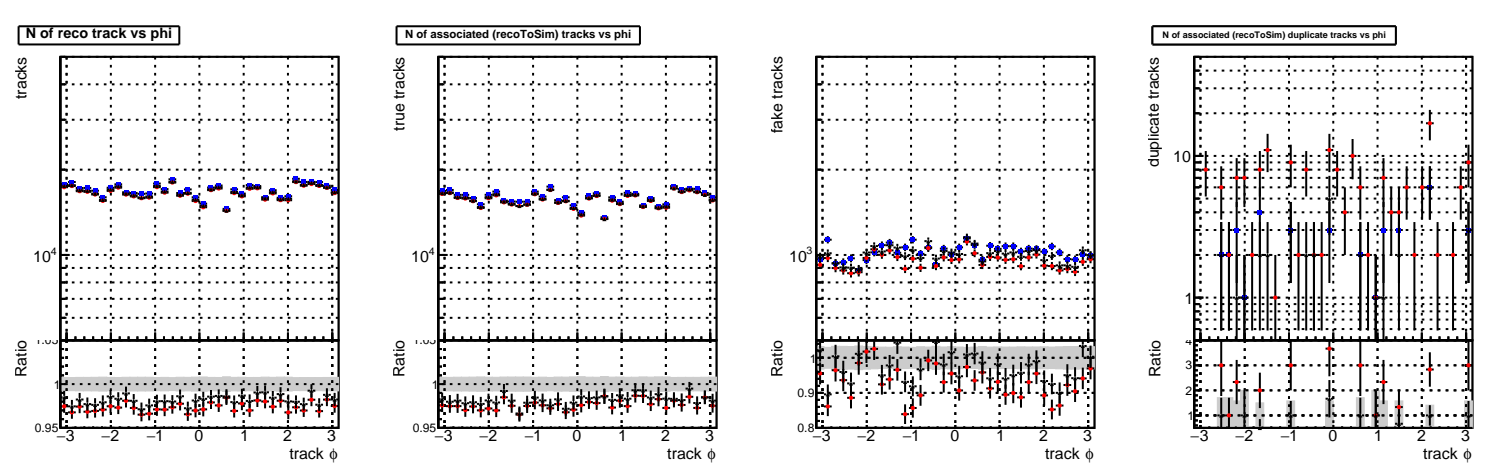 N of reco track vs phi
tracks
10⁴
1.05
Ratio
1
0.95
−3 −2 −1 0 1 2 3
track ϕ
N of associated (recoToSim) tracks vs phi
true tracks
10⁴
1.05
Ratio
1
0.95
−3 −2 −1 0 1 2 3
track ϕ
fake tracks
10³
Ratio
1
0.9
0.8
−3 −2 −1 0 1 2 3
track ϕ
N of associated (recoToSim) duplicate tracks vs phi
duplicate tracks
10
1
Ratio
4
3
2
1
−3 −2 −1 0 1 2 3
track ϕ